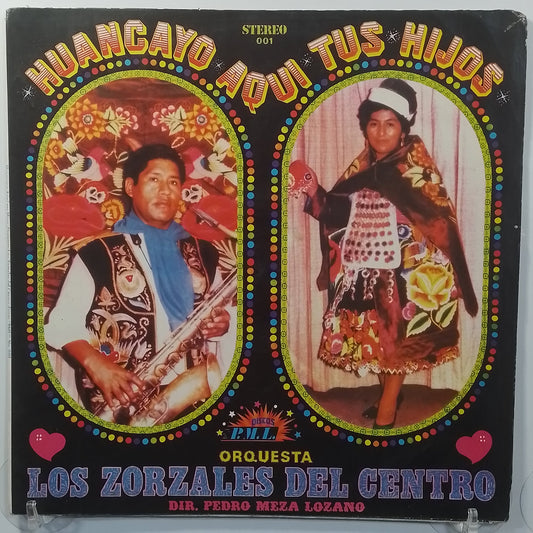 STEREO
001
HUANCAYO AQUI TUS HIJOS
DISCOS
P.M.L.
ORQUESTA
LOS ZORZALES DEL CENTRO
DIR. PEDRO MEZA LOZANO